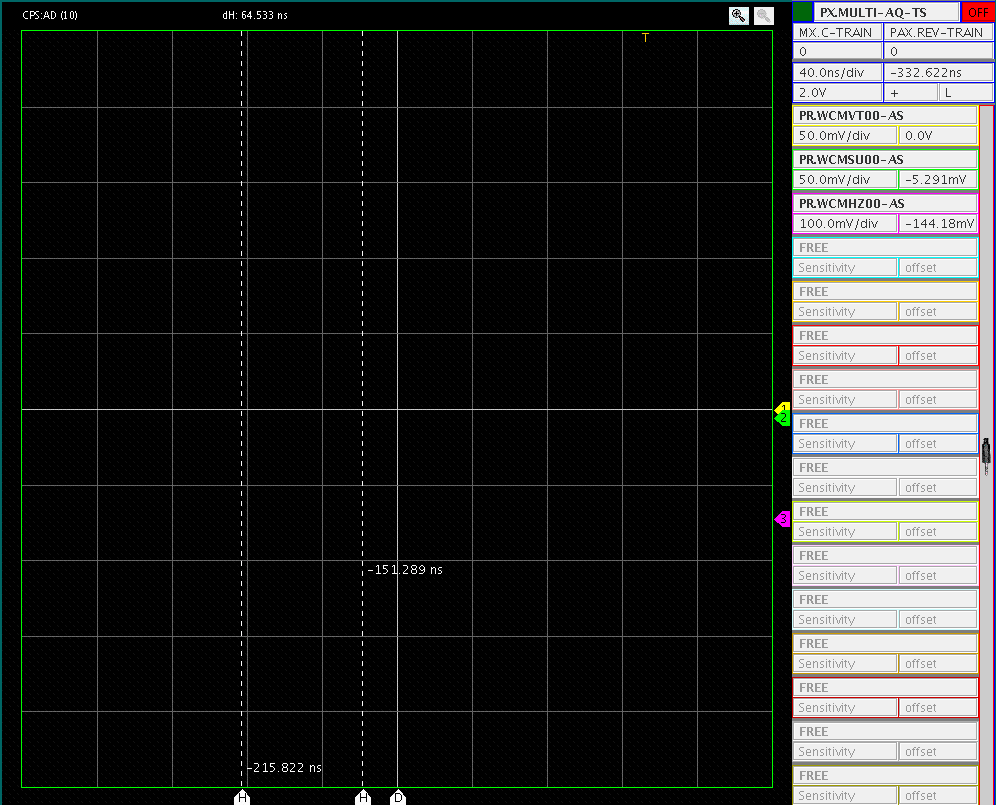 CPS:AD (10) dH: 64.533 ns
T
-151.289 ns
-215.822 ns
H H D
1
2
3
PX.MULTI-AQ-TS OFF
MX.C-TRAIN PAX.REV-TRAIN
0 0
40.0ns/div -332.622ns
2.0V + L
PR.WCMVT00-AS
50.0mV/div 0.0V
PR.WCMSU00-AS
50.0mV/div -5.291mV
PR.WCMHZ00-AS
100.0mV/div -144.18mV
FREE
Sensitivity offset
FREE
Sensitivity offset
FREE
Sensitivity offset
FREE
Sensitivity offset
FREE
Sensitivity offset
FREE
Sensitivity offset
FREE
Sensitivity offset
FREE
Sensitivity offset
FREE
Sensitivity offset
FREE
Sensitivity offset
FREE
Sensitivity offset
FREE
Sensitivity offset
FREE
Sensitivity offset